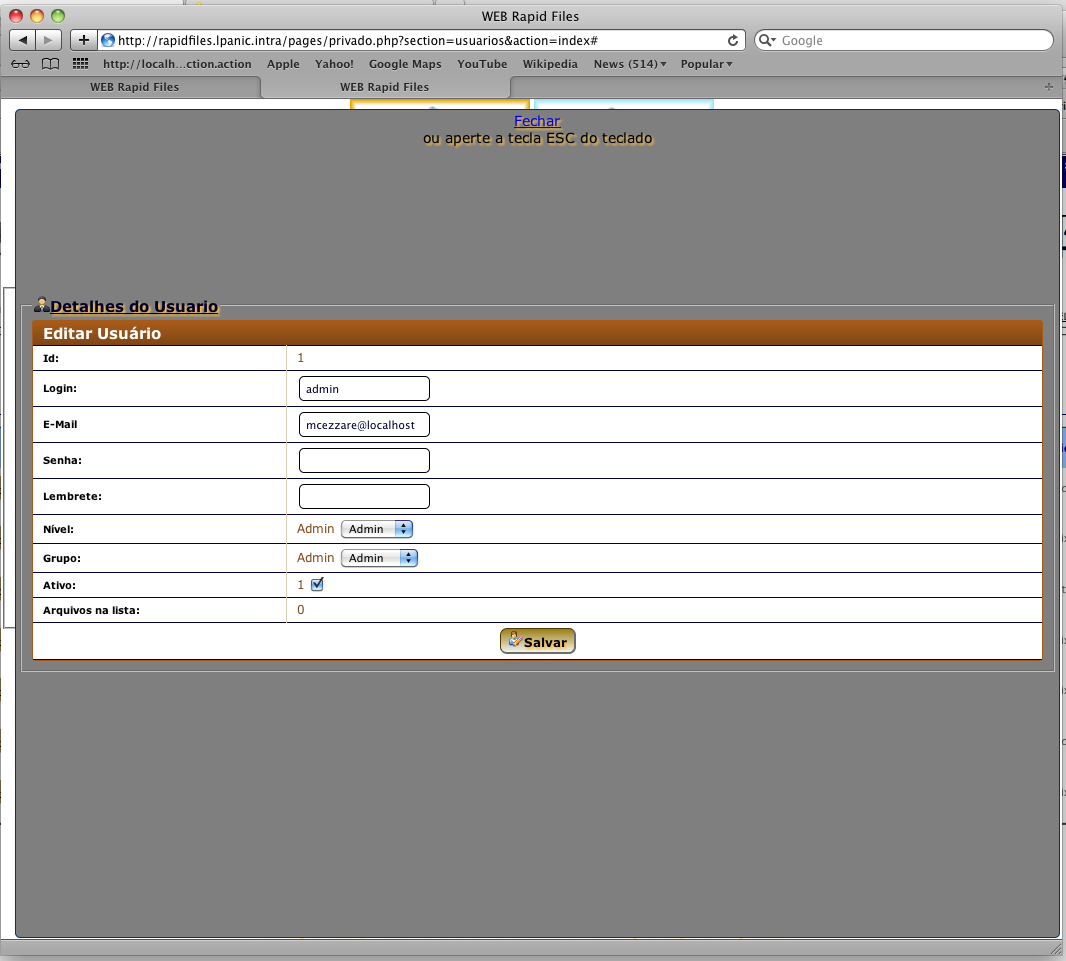 WEB Rapid Files
http://rapidfiles.lpanic.intra/pages/privado.php?section=usuarios&action=index#
Google
http://localh...ction.action Apple Yahoo! Google Maps YouTube Wikipedia News (514) Popular
WEB Rapid Files WEB Rapid Files
Fechar
ou aperte a tecla ESC do teclado
Detalhes do Usuario
Editar Usuário
Id: 1
Login: admin
E-Mail mcezzare@localhost
Senha:
Lembrete:
Nível: Admin Admin
Grupo: Admin Admin
Ativo: 1
Arquivos na lista: 0
Salvar